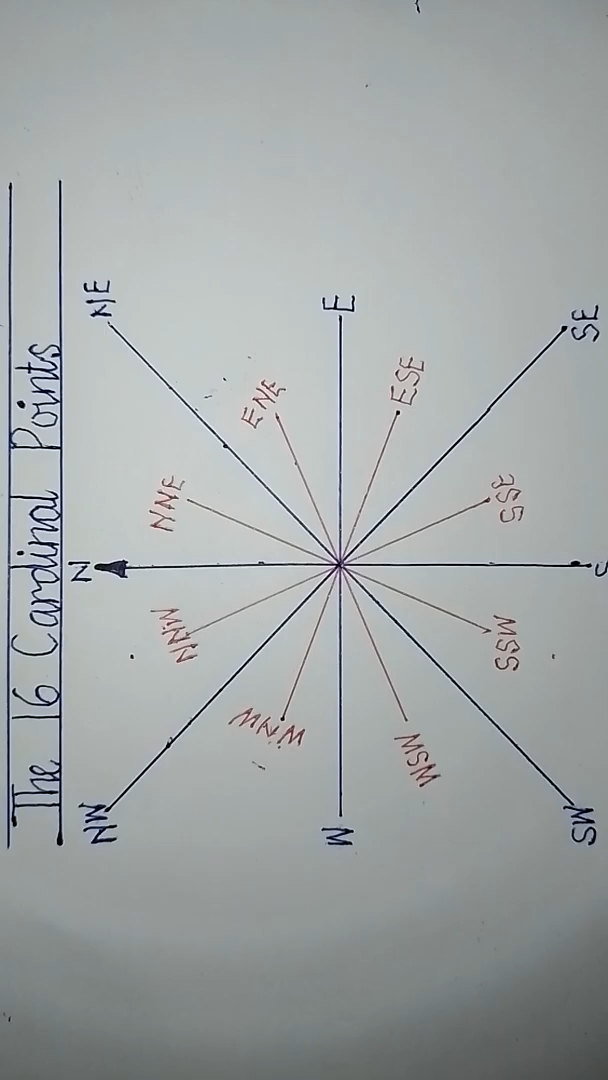 The 16 Cardinal Points
N
NNW
NNE
NW
NE
WNW
ENE
W
E
WSW
ESE
SSW
SSE
SW
SE
S